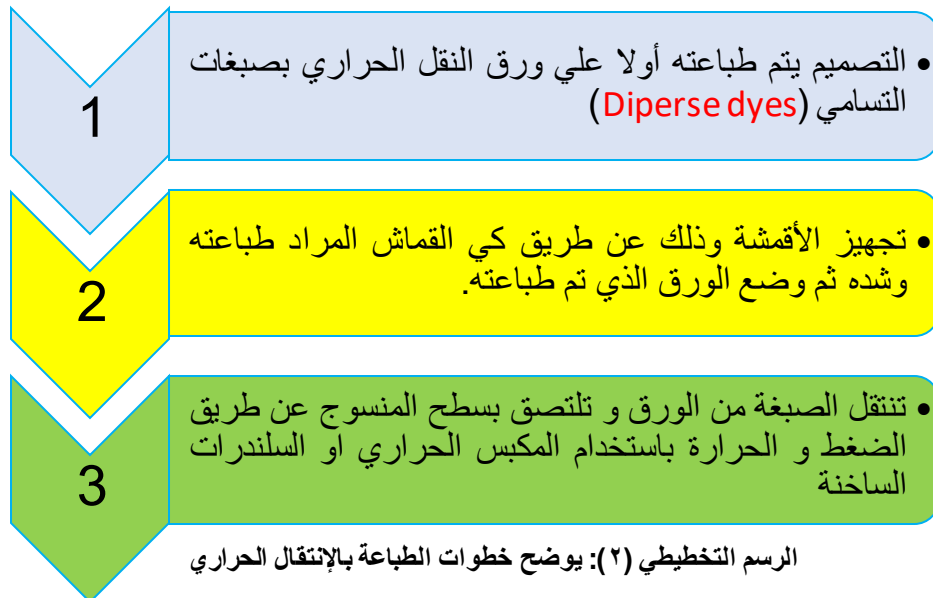 1
• التصميم يتم طباعته أولا علي ورق النقل الحراري بصبغات
التسامي (Diperse dyes)
2
• تجهيز الأقمشة وذلك عن طريق كي القماش المراد طباعته
وشده ثم وضع الورق الذي تم طباعته.
3
• تنتقل الصبغة من الورق و تلتصق بسطح المنسوج عن طريق
الضغط و الحرارة باستخدام المكبس الحراري او السلندرات
الساخنة
الرسم التخطيطي (٢): يوضح خطوات الطباعة بالإنتقال الحراري